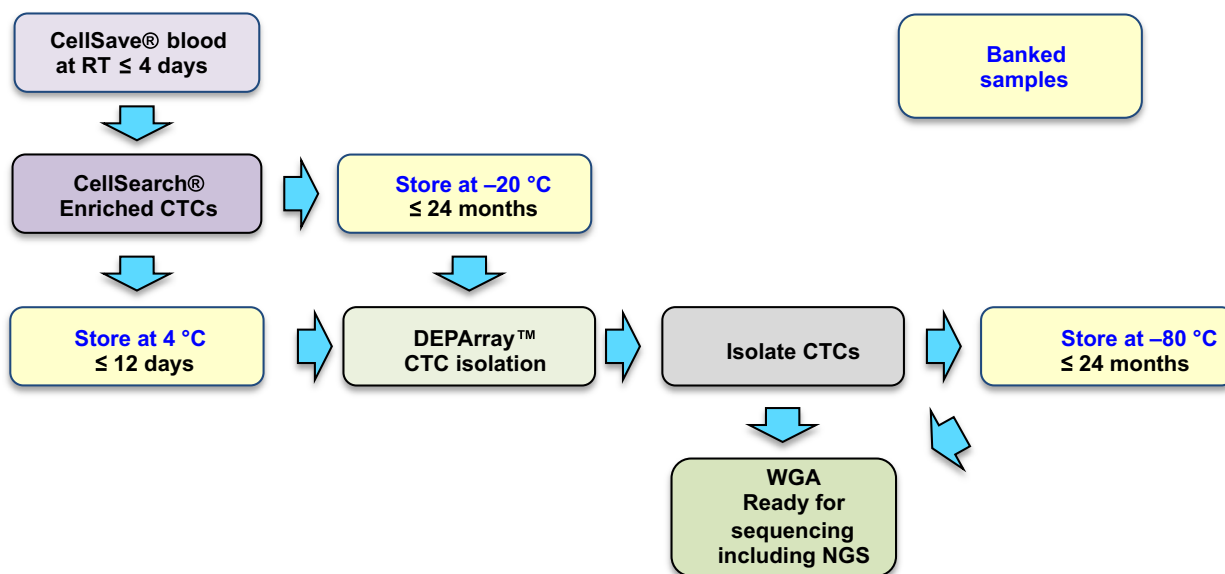 CellSave® blood
at RT ≤ 4 days
Banked
samples
CellSearch®
Enriched CTCs
Store at –20 °C
≤ 24 months
Store at 4 °C
≤ 12 days
DEPArray™
CTC isolation
Isolate CTCs
Store at –80 °C
≤ 24 months
WGA
Ready for
sequencing
including NGS